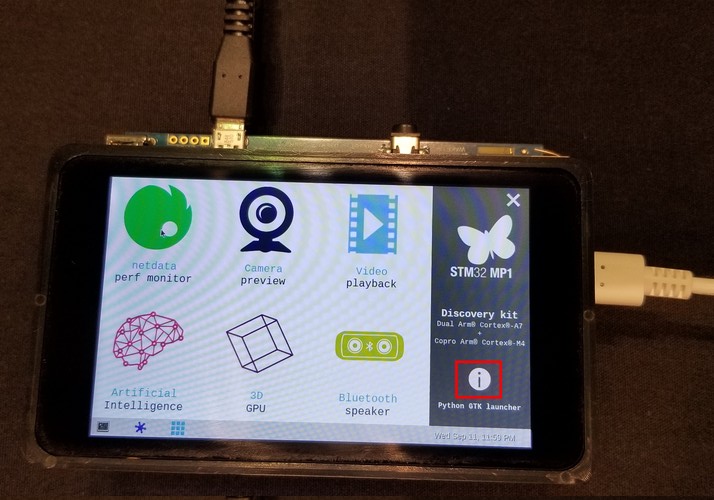 netdata
perf monitor
Camera
preview
Video
playback
Artificial
Intelligence
3D
GPU
Bluetooth
speaker
STM32 MP1
Discovery kit
Dual Arm® Cortex®-A7
+
Copro Arm® Cortex®-M4
Python GTK launcher
Wed Sep 11, 11:59 PM